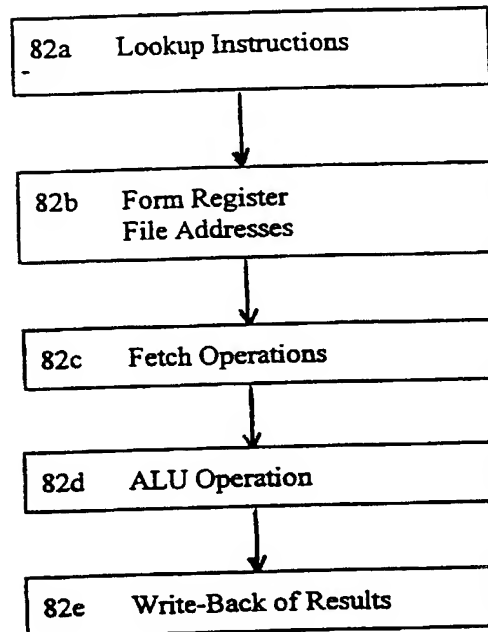 82a Lookup Instructions
82b Form Register
File Addresses
82c Fetch Operations
82d ALU Operation
82e Write-Back of Results